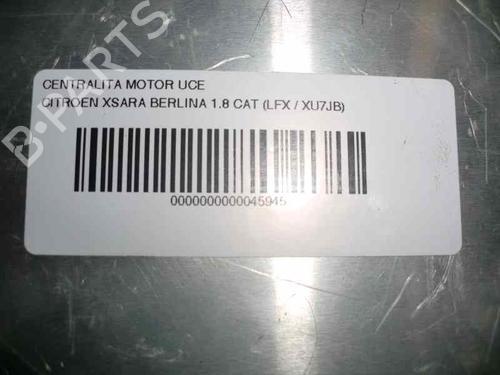 B-PARTS
CENTRALITA MOTOR UCE
CITROEN XSARA BERLINA 1.8 CAT (LFX / XU7JB)
0000000000045945